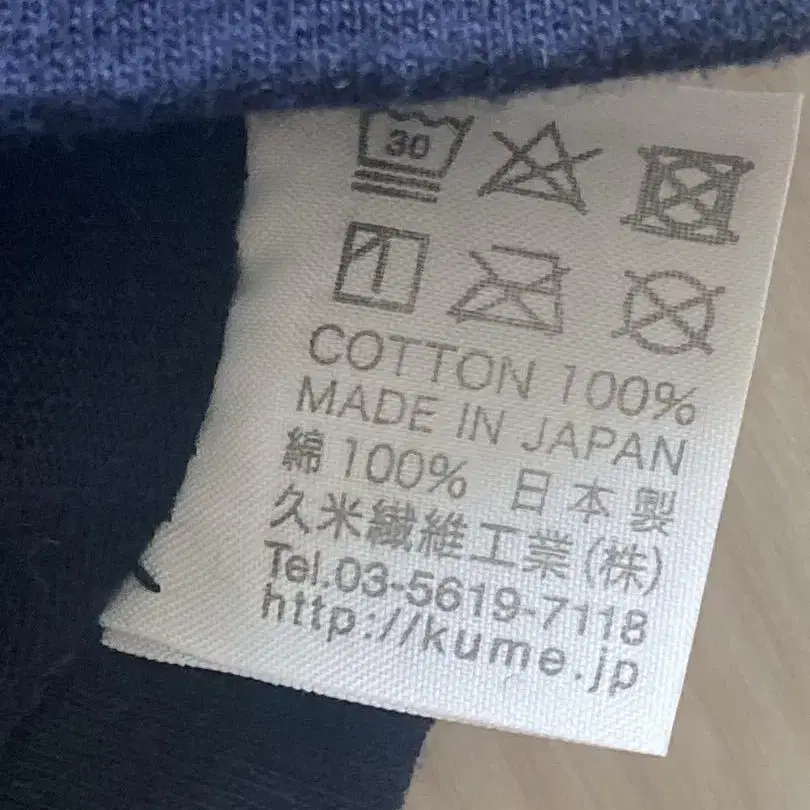 30
COTTON 100%
MADE IN JAPAN
綿 100% 日本製
久米繊維工業(株)
Tel.03-5619-7118
http://kume.jp